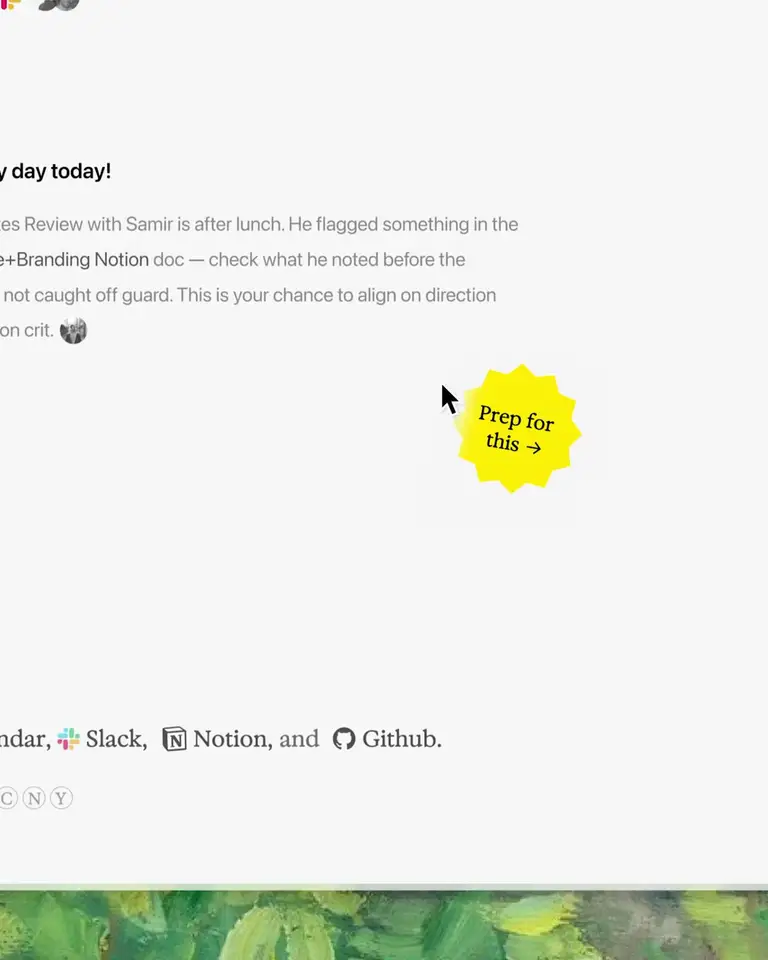 y day today!
es Review with Samir is after lunch. He flagged something in the
e+Branding Notion doc — check what he noted before the
not caught off guard. This is your chance to align on direction
on crit.
Prep for
this →
ndar, Slack, Notion, and Github.
C N Y